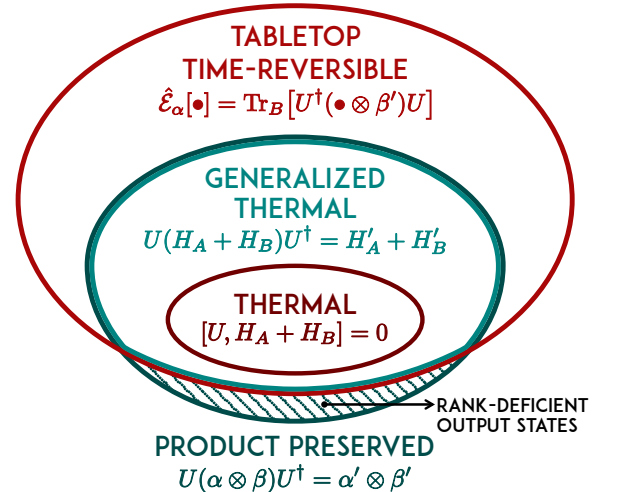 TABLETOP
TIME-REVERSIBLE
$\hat{\mathcal{E}}_{\alpha}[\bullet] = \mathrm{Tr}_B[U^{\dagger}(\bullet \otimes \beta')U]$
GENERALIZED
THERMAL
$U(H_A + H_B)U^{\dagger} = H'_A + H'_B$
THERMAL
$[U, H_A + H_B] = 0$
RANK-DEFICIENT
OUTPUT STATES
PRODUCT PRESERVED
$U(\alpha \otimes \beta)U^{\dagger} = \alpha' \otimes \beta'$